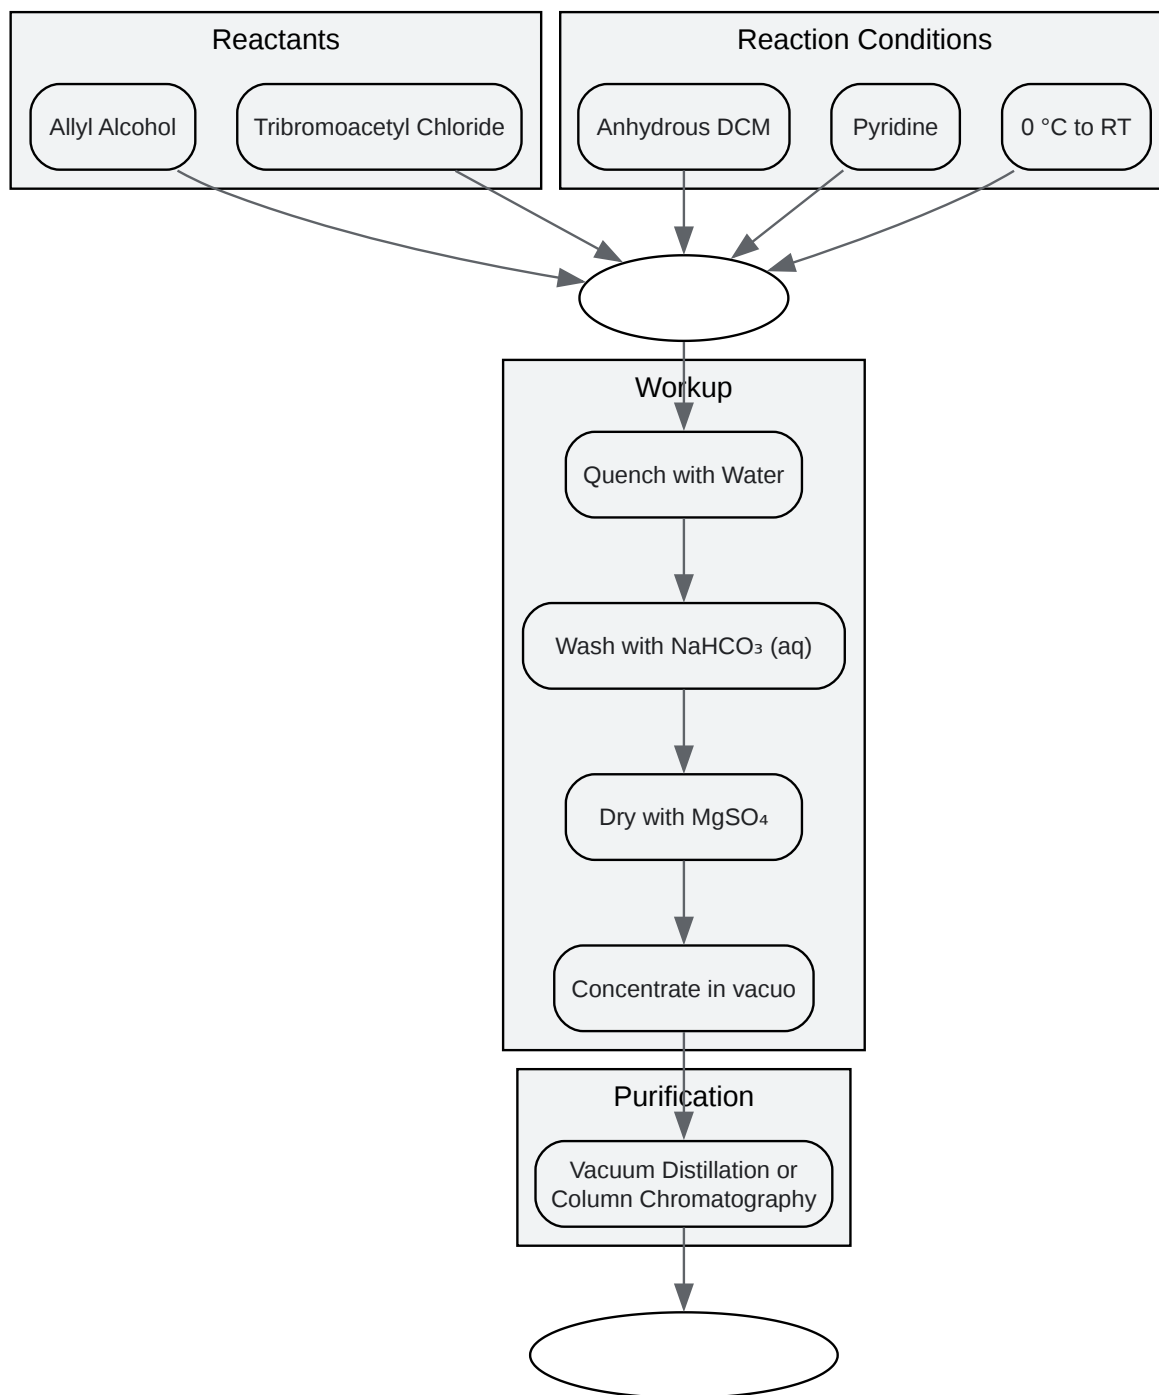 Reactants
Reaction Conditions
Allyl Alcohol
Tribromoacetyl Chloride
Anhydrous DCM
Pyridine
0 °C to RT
Workup
Quench with Water
Wash with NaHCO₃ (aq)
Dry with MgSO₄
Concentrate in vacuo
Purification
Vacuum Distillation or
Column Chromatography